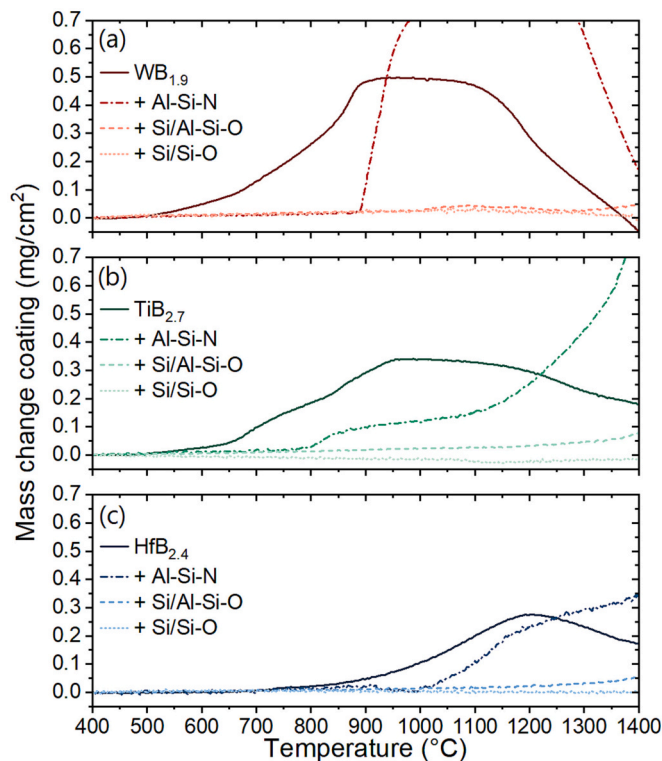 Mass change coating (mg/cm²)
0.7
0.6
0.5
0.4
0.3
0.2
0.1
0.0
(a)
WB1.9
+ Al-Si-N
+ Si/Al-Si-O
+ Si/Si-O
0.7
0.6
0.5
0.4
0.3
0.2
0.1
0.0
(b)
TiB2.7
+ Al-Si-N
+ Si/Al-Si-O
+ Si/Si-O
0.7
0.6
0.5
0.4
0.3
0.2
0.1
0.0
(c)
HfB2.4
+ Al-Si-N
+ Si/Al-Si-O
+ Si/Si-O
400 500 600 700 800 900 1000 1100 1200 1300 1400
Temperature (°C)